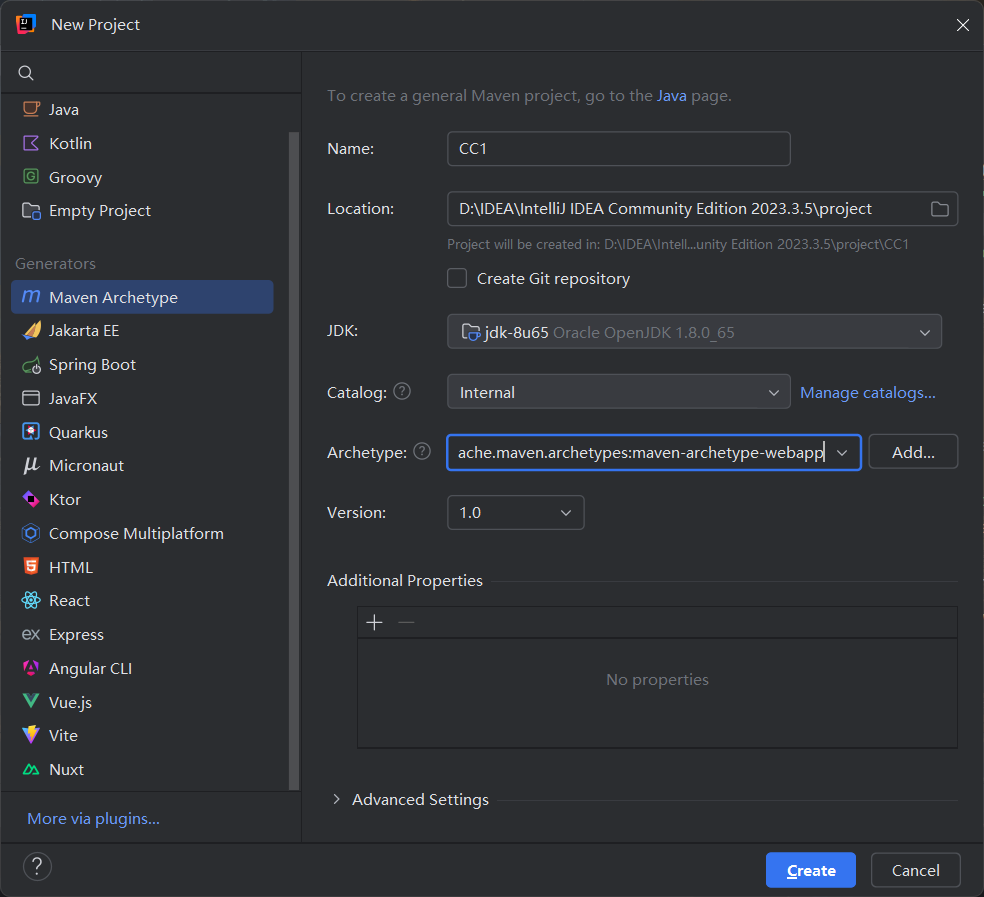 New Project
Java
Kotlin
Groovy
Empty Project
Generators
Maven Archetype
Jakarta EE
Spring Boot
JavaFX
Quarkus
Micronaut
Ktor
Compose Multiplatform
HTML
React
Express
Angular CLI
Vue.js
Vite
Nuxt
More via plugins...
To create a general Maven project, go to the Java page.
Name: CC1
Location: D:\IDEA\IntelliJ IDEA Community Edition 2023.3.5\project
Project will be created in: D:\IDEA\Intell...unity Edition 2023.3.5\project\CC1
Create Git repository
JDK: jdk-8u65 Oracle OpenJDK 1.8.0_65
Catalog: ? Internal Manage catalogs...
Archetype: ? ache.maven.archetypes:maven-archetype-webapp Add...
Version: 1.0
Additional Properties
No properties
Advanced Settings
? Create Cancel